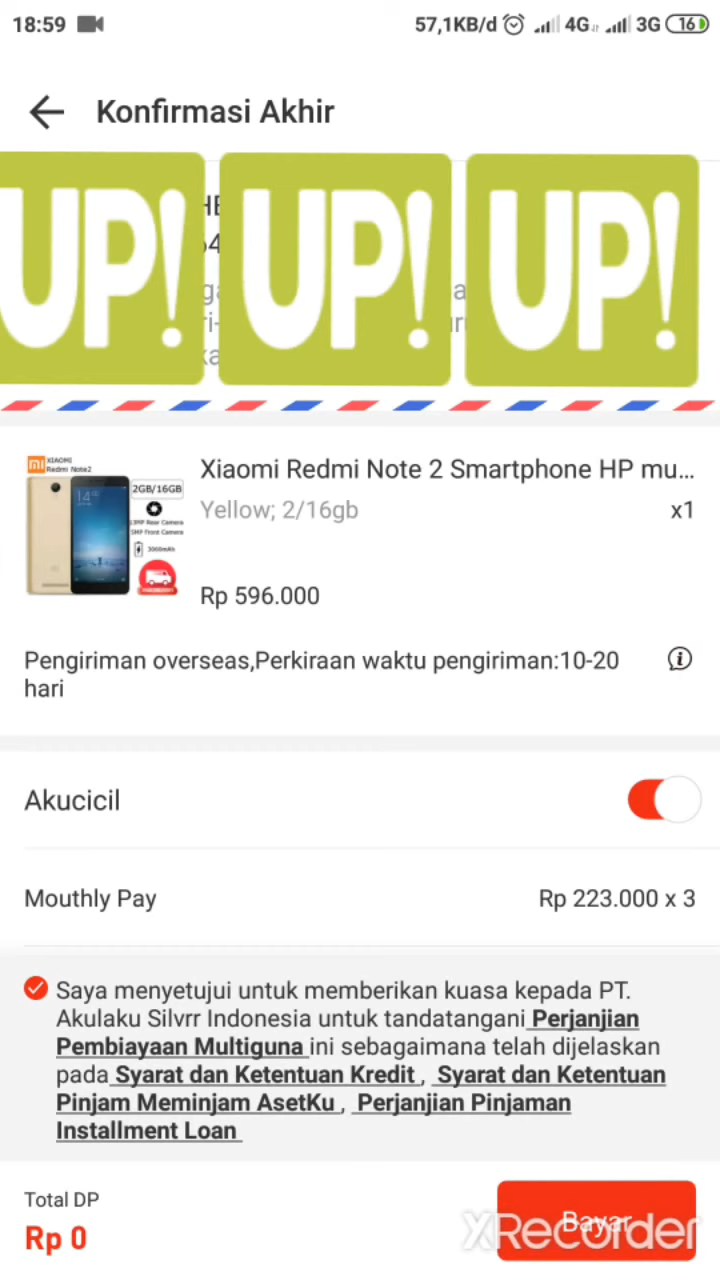 18:59 57,1KB/d 4G 3G 16
Konfirmasi Akhir
UP! UP! UP!
XIAOMI
Redmi Note2
2GB/16GB
13MP Rear Camera
5MP Front Camera
3060mAh
Xiaomi Redmi Note 2 Smartphone HP mu...
Yellow; 2/16gb x1
Rp 596.000
Pengiriman overseas,Perkiraan waktu pengiriman:10-20
hari
Akucicil
Mouthly Pay Rp 223.000 x 3
Saya menyetujui untuk memberikan kuasa kepada PT.
Akulaku Silvrr Indonesia untuk tandatangani Perjanjian
Pembiayaan Multiguna ini sebagaimana telah dijelaskan
pada Syarat dan Ketentuan Kredit , Syarat dan Ketentuan
Pinjam Meminjam AsetKu , Perjanjian Pinjaman
Installment Loan
Total DP
Rp 0
Bayar
XRecorder